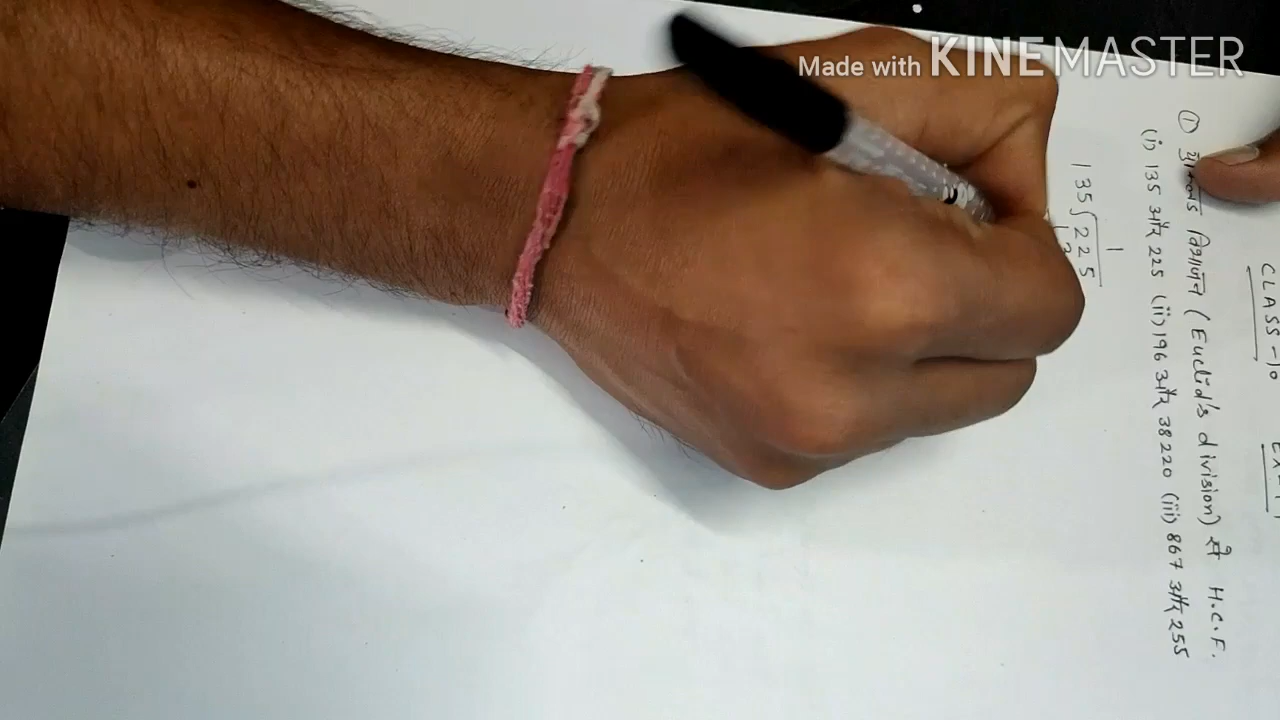 Made with KINEMASTER
CLASS-10
① विभाजन (Euclid's division) से H.C.F.
(i) 135 और 225 (ii) 196 और 38220 (iii) 867 और 255
1
135 225